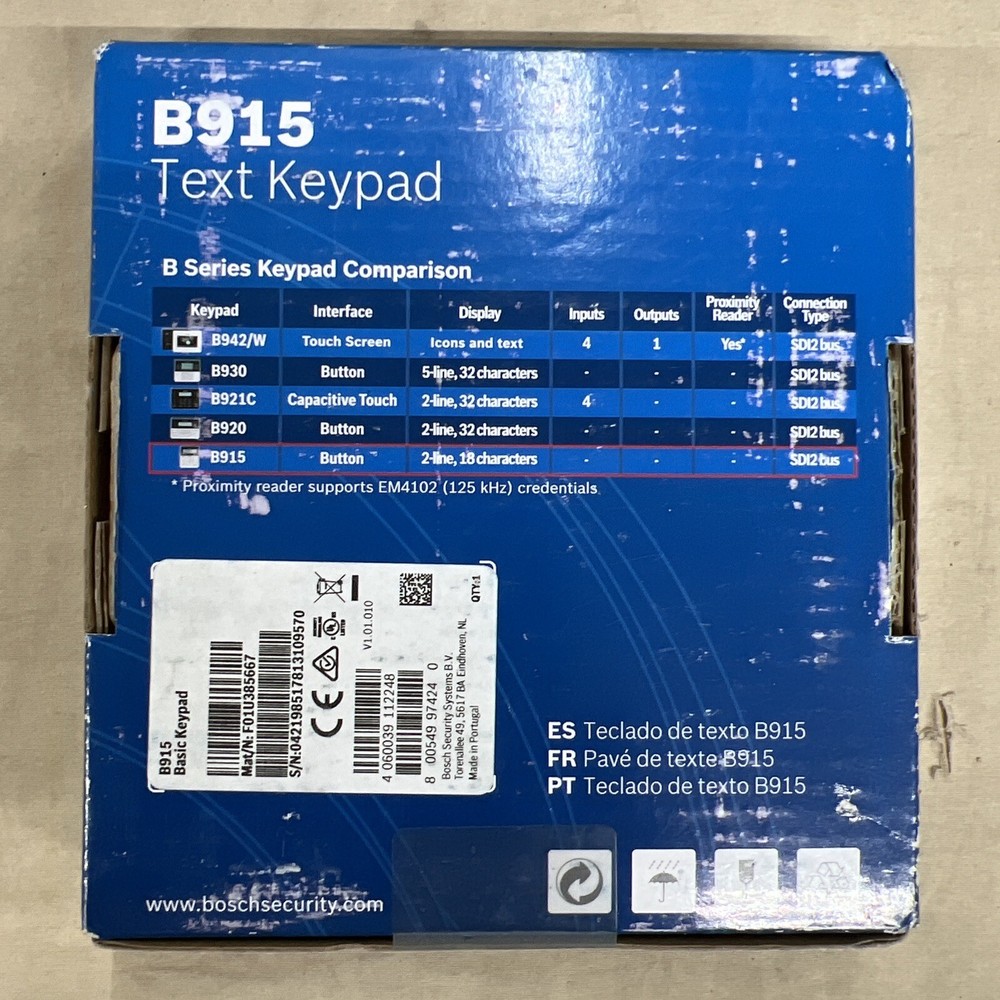 B915
Text Keypad
B Series Keypad Comparison
Keypad Interface Display Inputs Outputs Proximity Reader Connection Type
B942/W Touch Screen Icons and text 4 1 Yes* SDI2 bus
B930 Button 5-line, 32 characters - - - SDI2 bus
B921C Capacitive Touch 2-line, 32 characters 4 - - SDI2 bus
B920 Button 2-line, 32 characters - - - SDI2 bus
B915 Button 2-line, 18 characters - - - SDI2 bus
* Proximity reader supports EM4102 (125 kHz) credentials
B915
Basic Keypad
Mat/N: F01U385667
S/N:042198517813109570
CE
UL
LISTED
V1.01.010
4 060039 112248
8 00549 97424 0
Bosch Security Systems B.V.
Torenallee 49, 5617 BA Eindhoven, NL.
Made in Portugal
QTY:1
ES Teclado de texto B915
FR Pavé de texte B915
PT Teclado de texto B915
www.boschsecurity.com